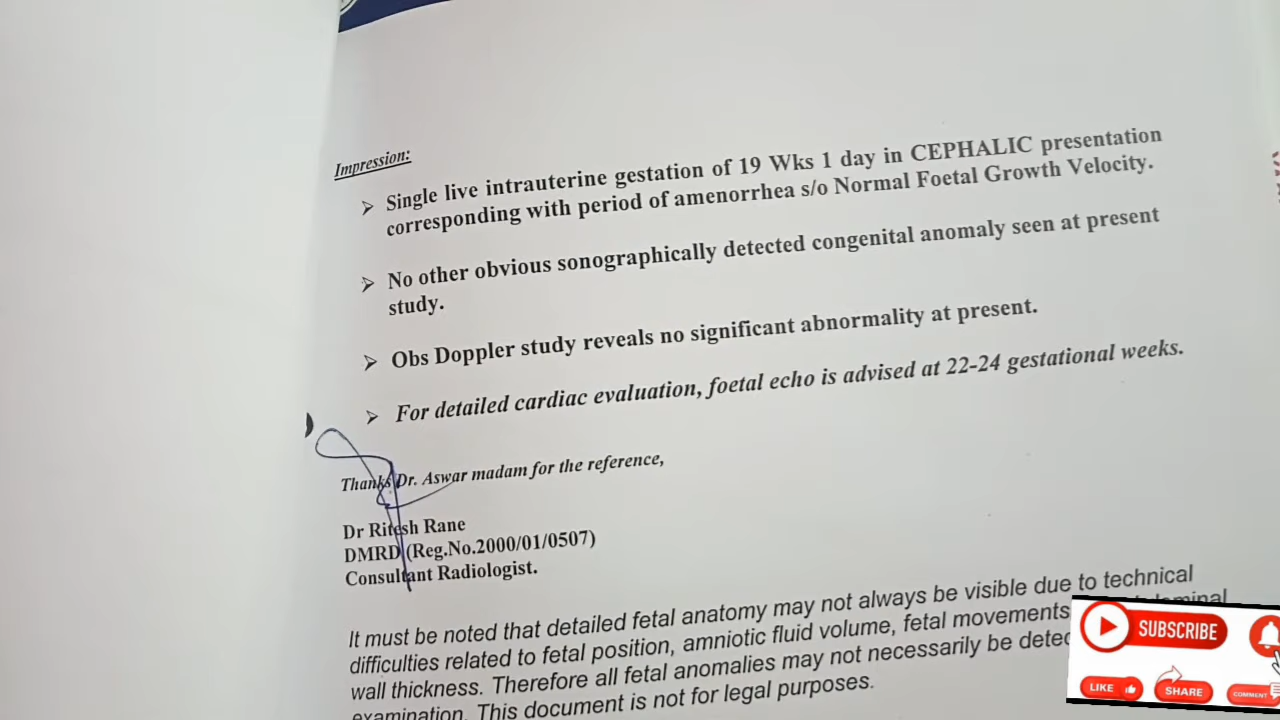 Impression:
➢ Single live intrauterine gestation of 19 Wks 1 day in CEPHALIC presentation
corresponding with period of amenorrhea s/o Normal Foetal Growth Velocity.
➢ No other obvious sonographically detected congenital anomaly seen at present
study.
➢ Obs Doppler study reveals no significant abnormality at present.
➢ For detailed cardiac evaluation, foetal echo is advised at 22-24 gestational weeks.
Thanks Dr. Aswar madam for the reference,
Dr Ritesh Rane
DMRD (Reg.No.2000/01/0507)
Consultant Radiologist.
It must be noted that detailed fetal anatomy may not always be visible due to technical
difficulties related to fetal position, amniotic fluid volume, fetal movements
wall thickness. Therefore all fetal anomalies may not necessarily be
examination. This document is not for legal purposes.
SUBSCRIBE
LIKE
SHARE
COMMENT